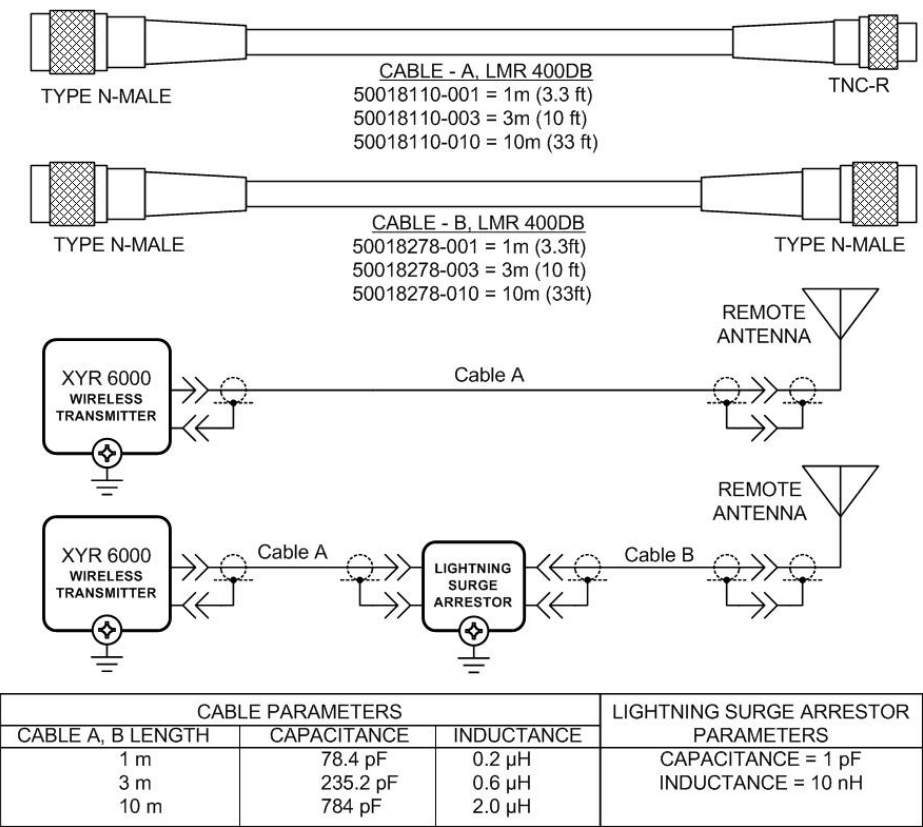 TYPE N-MALE
CABLE - A, LMR 400DB
TNC-R
50018110-001 = 1m (3.3 ft)
50018110-003 = 3m (10 ft)
50018110-010 = 10m (33 ft)
TYPE N-MALE
CABLE - B, LMR 400DB
TYPE N-MALE
50018278-001 = 1m (3.3ft)
50018278-003 = 3m (10 ft)
50018278-010 = 10m (33ft)
REMOTE
ANTENNA
XYR 6000
WIRELESS
TRANSMITTER
Cable A
REMOTE
ANTENNA
XYR 6000
WIRELESS
TRANSMITTER
Cable A
LIGHTNING
SURGE
ARRESTOR
Cable B
CABLE PARAMETERS
LIGHTNING SURGE ARRESTOR
PARAMETERS
CABLE A, B LENGTH CAPACITANCE INDUCTANCE
1 m 78.4 pF 0.2 µH CAPACITANCE = 1 pF
3 m 235.2 pF 0.6 µH INDUCTANCE = 10 nH
10 m 784 pF 2.0 µH